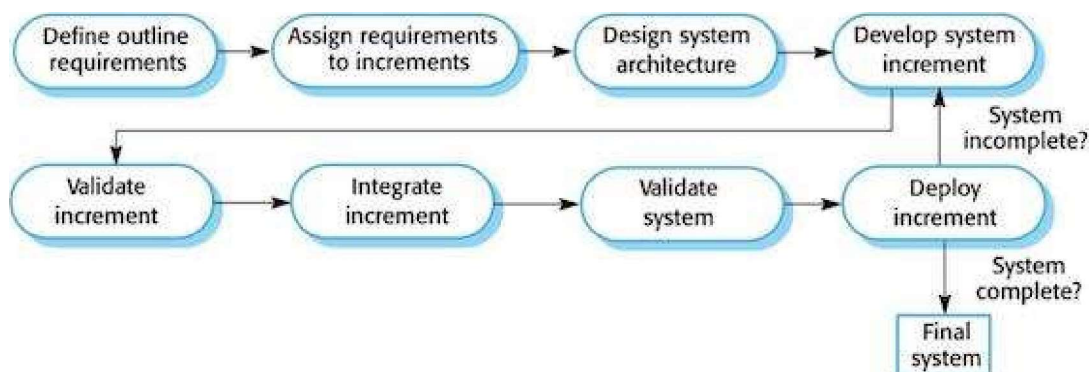 Define outline
requirements
Assign requirements
to increments
Design system
architecture
Develop system
increment
System
incomplete?
Validate
increment
Integrate
increment
Validate
system
Deploy
increment
System
complete?
Final
system